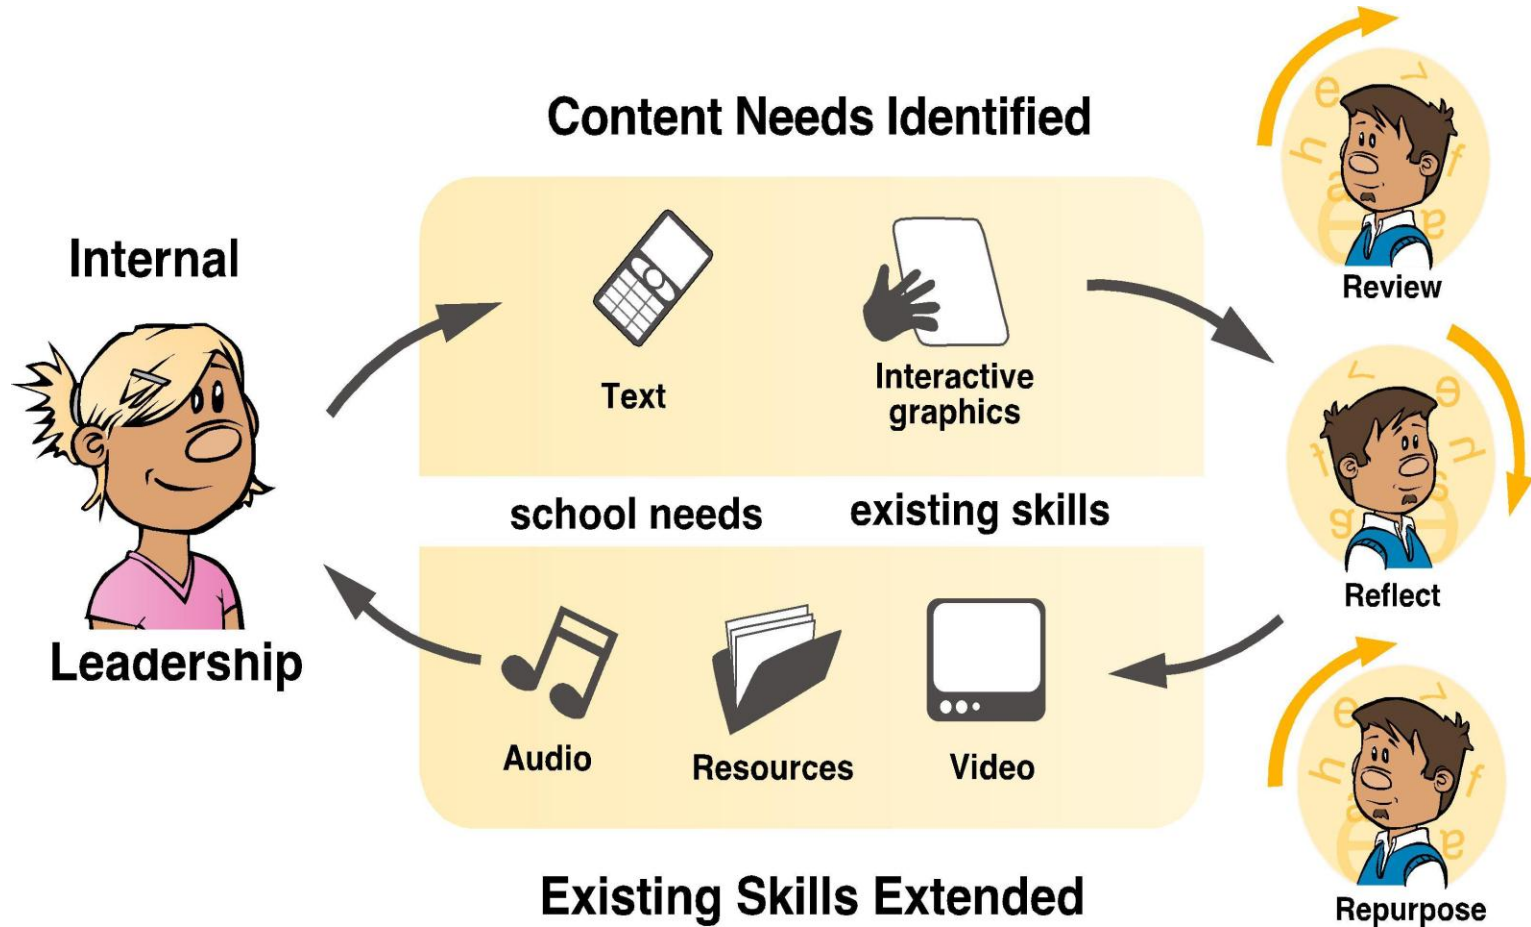 Content Needs Identified
Internal
Leadership
Text
Interactive
graphics
school needs
existing skills
Audio
Resources
Video
Existing Skills Extended
Review
Reflect
Repurpose